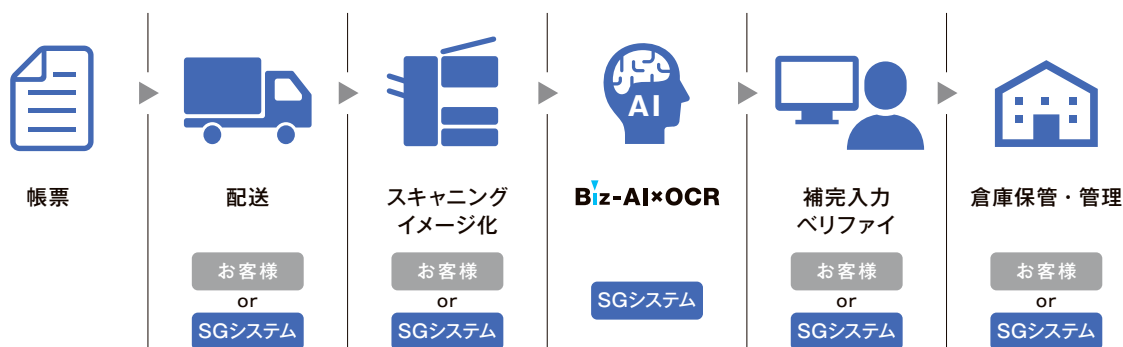 帳票
配送
お客様
or
SGシステム
スキャニング
イメージ化
お客様
or
SGシステム
AI
Biz-AI×OCR
SGシステム
補完入力
ベリファイ
お客様
or
SGシステム
倉庫保管・管理
お客様
or
SGシステム